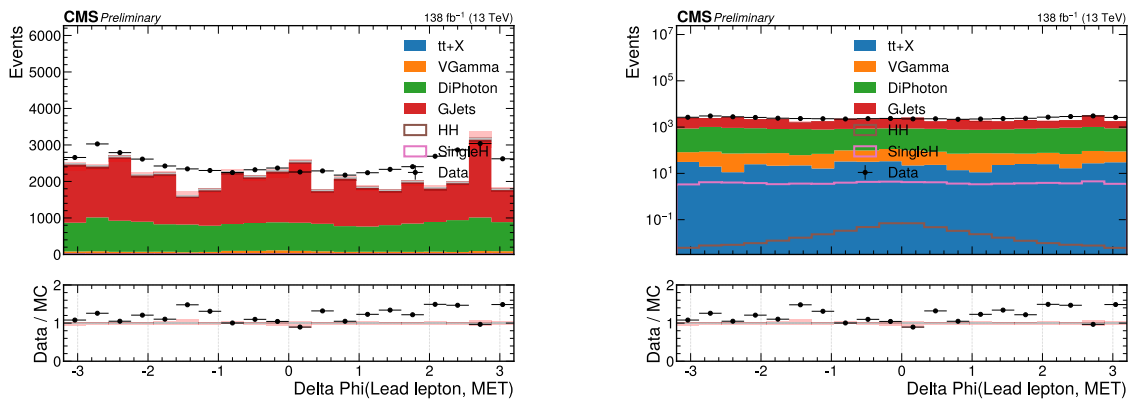 CMS Preliminary 138 fb⁻¹ (13 TeV)
Events
6000
5000
4000
3000
2000
1000
0
tt+X
VGamma
DiPhoton
GJets
HH
SingleH
Data
Data / MC
2
1
0
-3 -2 -1 0 1 2 3
Delta Phi(Lead lepton, MET)
CMS Preliminary 138 fb⁻¹ (13 TeV)
Events
10⁷
10⁵
10³
10¹
10⁻¹
tt+X
VGamma
DiPhoton
GJets
HH
SingleH
Data
Data / MC
2
1
0
-3 -2 -1 0 1 2 3
Delta Phi(Lead lepton, MET)